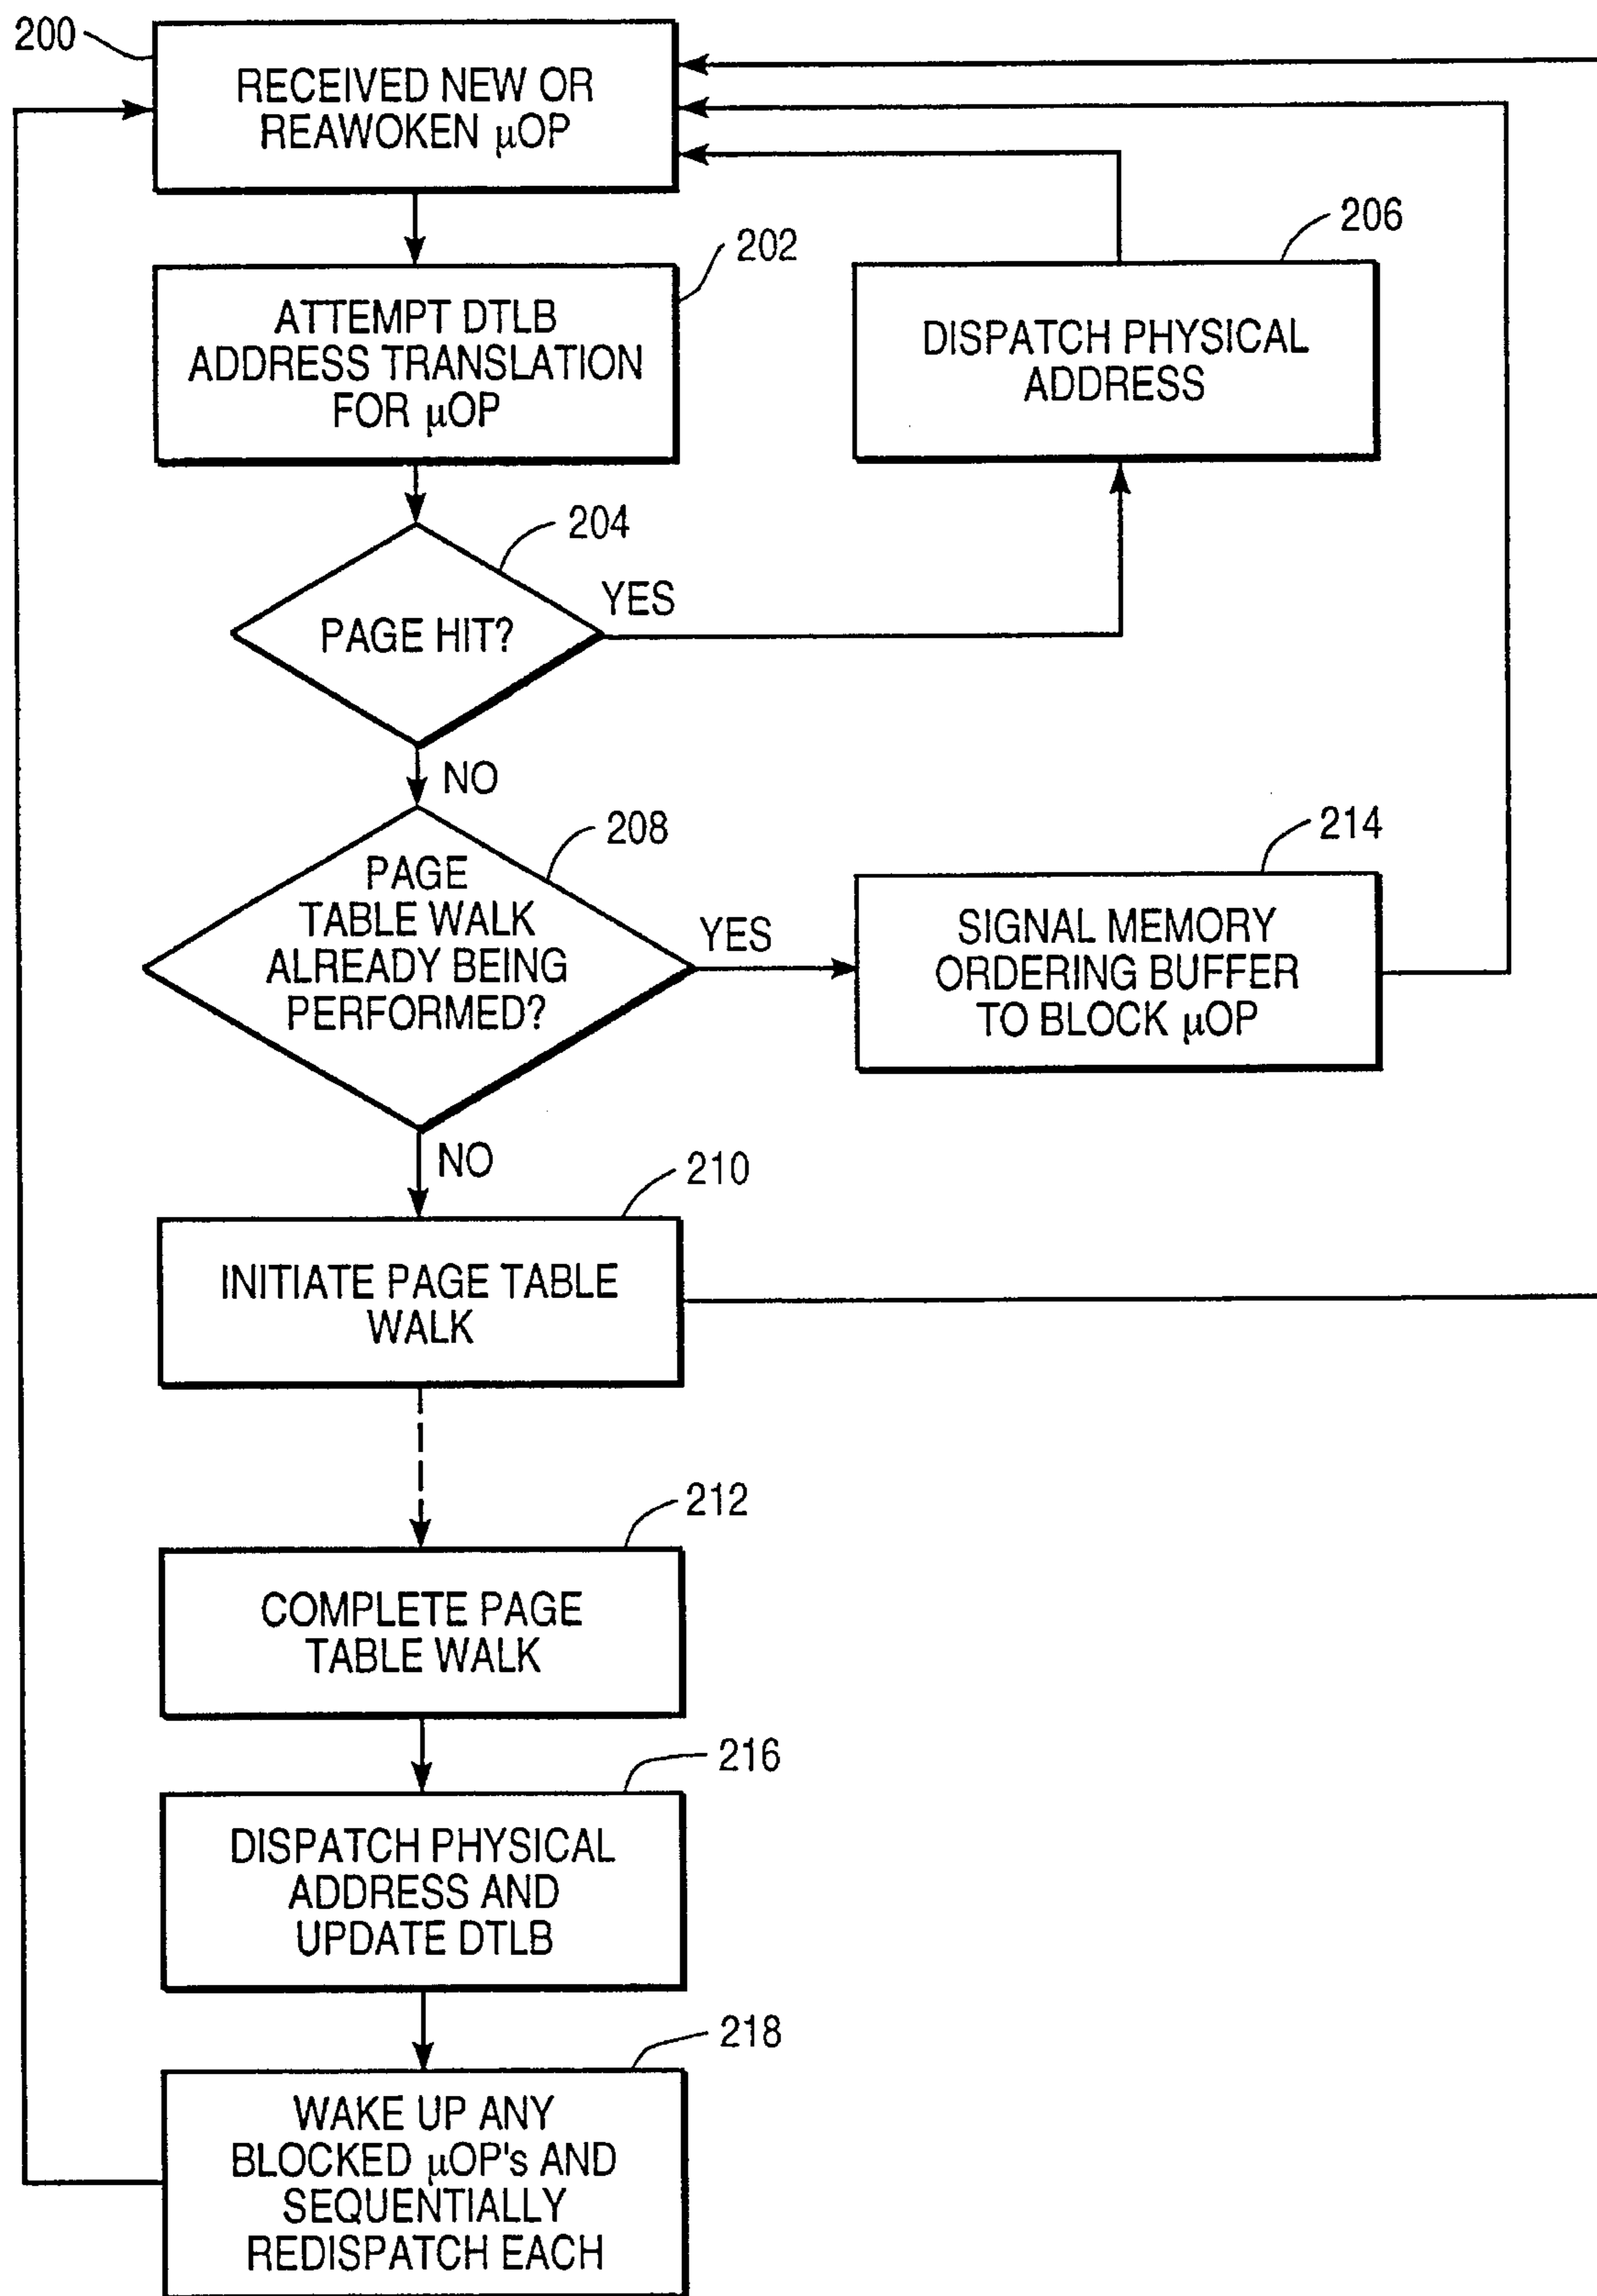 200
RECEIVED NEW OR
REAWOKEN μOP
202
ATTEMPT DTLB
ADDRESS TRANSLATION
FOR μOP
206
DISPATCH PHYSICAL
ADDRESS
204
PAGE HIT?
YES
NO
208
PAGE
TABLE WALK
ALREADY BEING
PERFORMED?
YES
214
SIGNAL MEMORY
ORDERING BUFFER
TO BLOCK μOP
NO
210
INITIATE PAGE TABLE
WALK
212
COMPLETE PAGE
TABLE WALK
216
DISPATCH PHYSICAL
ADDRESS AND
UPDATE DTLB
218
WAKE UP ANY
BLOCKED μOP's AND
SEQUENTIALLY
REDISPATCH EACH